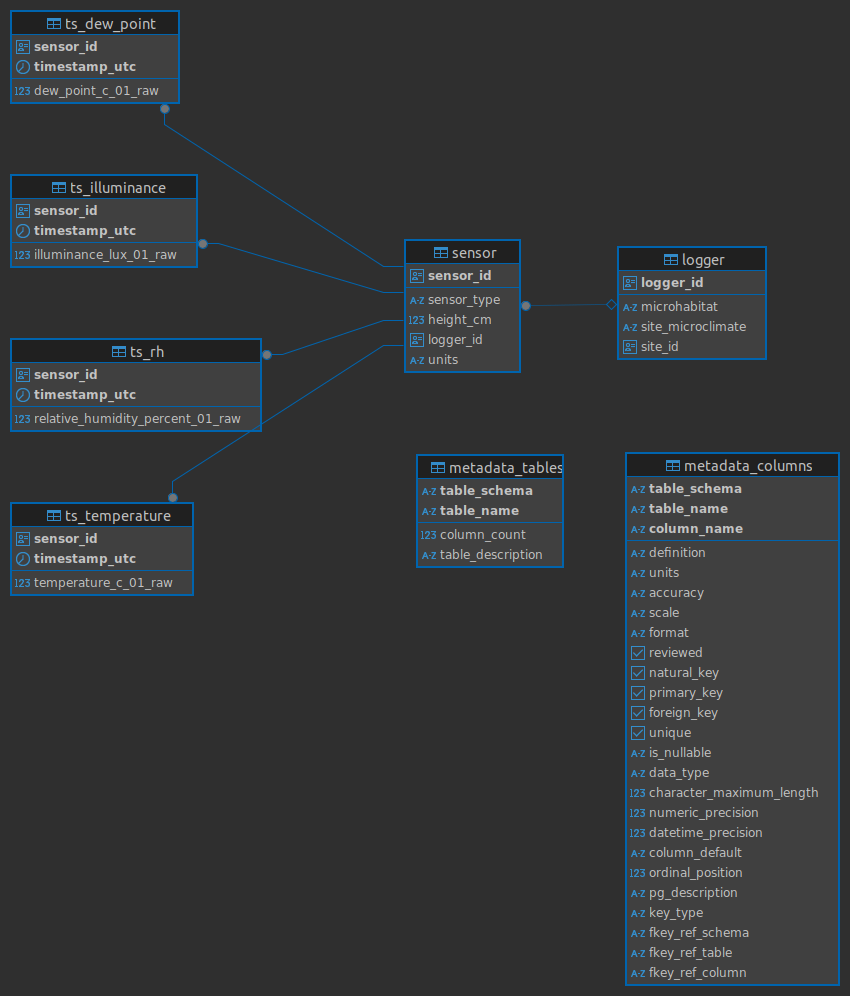 ts_dew_point
sensor_id
timestamp_utc
123 dew_point_c_01_raw
ts_illuminance
sensor_id
timestamp_utc
123 illuminance_lux_01_raw
ts_rh
sensor_id
timestamp_utc
123 relative_humidity_percent_01_raw
ts_temperature
sensor_id
timestamp_utc
123 temperature_c_01_raw
sensor
sensor_id
A-Z sensor_type
123 height_cm
logger_id
A-Z units
logger
logger_id
A-Z microhabitat
A-Z site_microclimate
site_id
metadata_tables
A-Z table_schema
A-Z table_name
123 column_count
A-Z table_description
metadata_columns
A-Z table_schema
A-Z table_name
A-Z column_name
A-Z definition
A-Z units
A-Z accuracy
A-Z scale
A-Z format
reviewed
natural_key
primary_key
foreign_key
unique
A-Z is_nullable
A-Z data_type
123 character_maximum_length
123 numeric_precision
123 datetime_precision
A-Z column_default
123 ordinal_position
A-Z pg_description
A-Z key_type
A-Z fkey_ref_schema
A-Z fkey_ref_table
A-Z fkey_ref_column